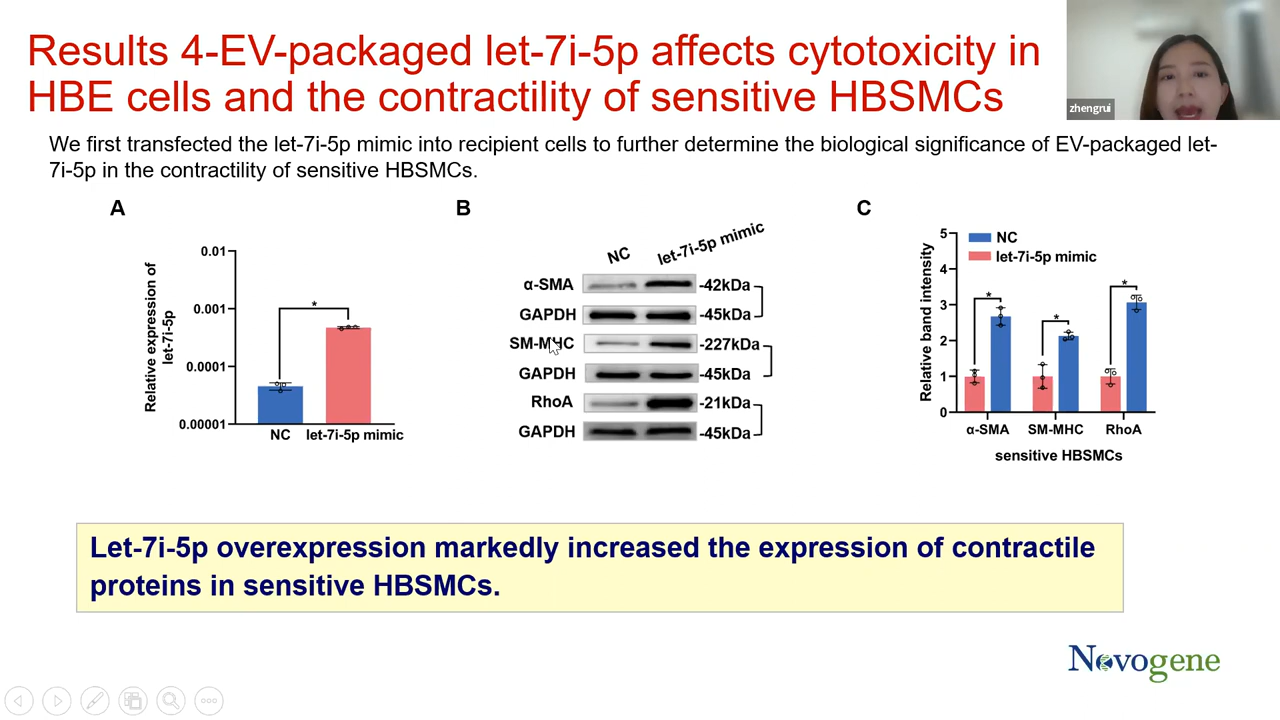 Results 4-EV-packaged let-7i-5p affects cytotoxicity in
HBE cells and the contractility of sensitive HBSMCs
zhengrui
We first transfected the let-7i-5p mimic into recipient cells to further determine the biological significance of EV-packaged let-
7i-5p in the contractility of sensitive HBSMCs.
A
Relative expression of
let-7i-5p
0.01
0.001
0.0001
0.00001
*
NC
let-7i-5p mimic
B
NC
let-7i-5p mimic
α-SMA
-42kDa
GAPDH
-45kDa
SM-MHC
-227kDa
GAPDH
-45kDa
RhoA
-21kDa
GAPDH
-45kDa
C
Relative band intensity
5
4
3
2
1
0
NC
let-7i-5p mimic
*
*
*
α-SMA
SM-MHC
RhoA
sensitive HBSMCs
Let-7i-5p overexpression markedly increased the expression of contractile
proteins in sensitive HBSMCs.
Novogene